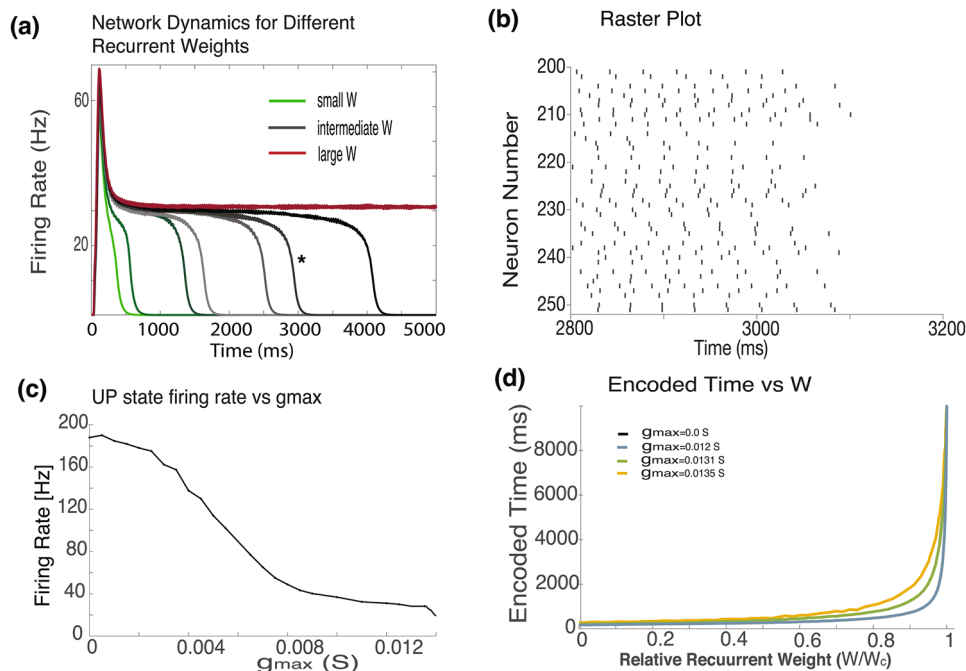 (a)
Network Dynamics for Different
Recurrent Weights
Firing Rate (Hz)
60
20
small W
intermediate W
large W
*
0 1000 2000 3000 4000 5000
Time (ms)
(b)
Raster Plot
Neuron Number
200
210
220
230
240
250
2800 3000 3200
Time (ms)
(c)
UP state firing rate vs gmax
Firing Rate [Hz]
200
160
120
80
40
0
0 0.004 0.008 0.012
gmax (S)
(d)
Encoded Time vs W
Encoded Time (ms)
8000
6000
4000
2000
0
gmax=0.0 S
gmax=0.012 S
gmax=0.0131 S
gmax=0.0135 S
0 0.2 0.4 0.6 0.8 1
Relative Recuurrent Weight (W/Wc)